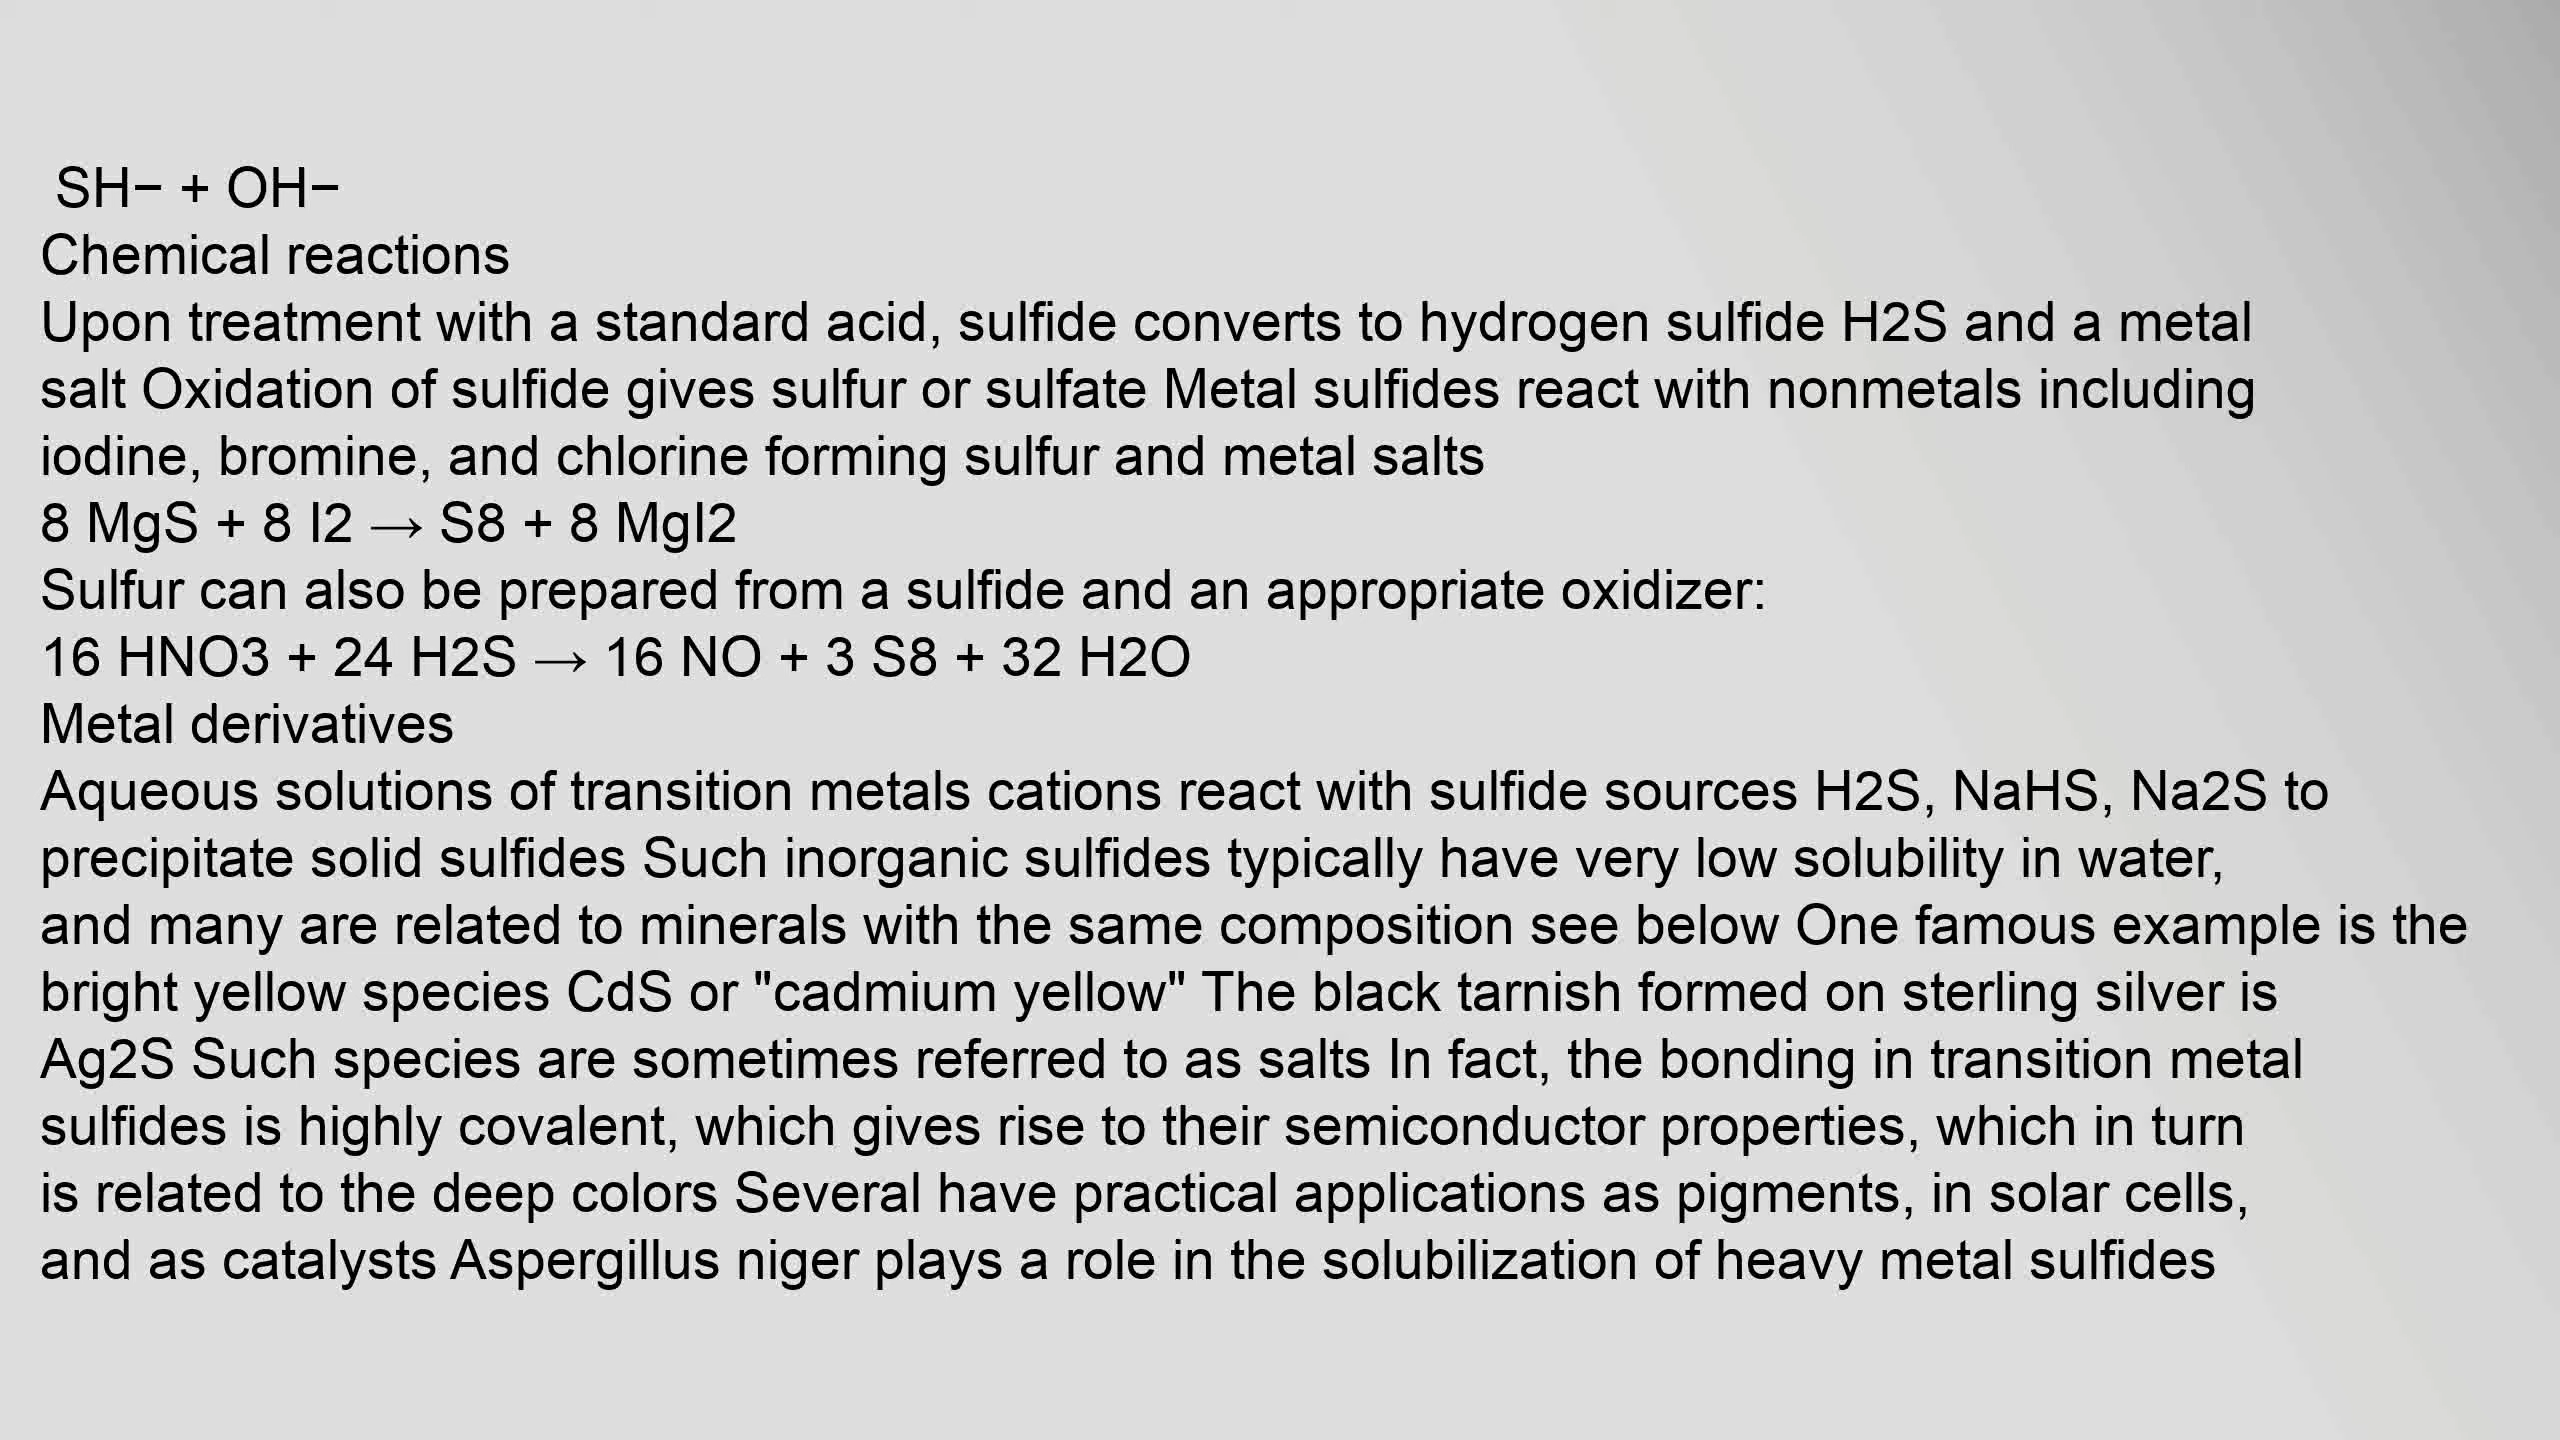 SH− + OH−
Chemical reactions
Upon treatment with a standard acid, sulfide converts to hydrogen sulfide H2S and a metal
salt Oxidation of sulfide gives sulfur or sulfate Metal sulfides react with nonmetals including
iodine, bromine, and chlorine forming sulfur and metal salts
8 MgS + 8 I2 → S8 + 8 MgI2
Sulfur can also be prepared from a sulfide and an appropriate oxidizer:
16 HNO3 + 24 H2S → 16 NO + 3 S8 + 32 H2O
Metal derivatives
Aqueous solutions of transition metals cations react with sulfide sources H2S, NaHS, Na2S to
precipitate solid sulfides Such inorganic sulfides typically have very low solubility in water,
and many are related to minerals with the same composition see below One famous example is the
bright yellow species CdS or "cadmium yellow" The black tarnish formed on sterling silver is
Ag2S Such species are sometimes referred to as salts In fact, the bonding in transition metal
sulfides is highly covalent, which gives rise to their semiconductor properties, which in turn
is related to the deep colors Several have practical applications as pigments, in solar cells,
and as catalysts Aspergillus niger plays a role in the solubilization of heavy metal sulfides